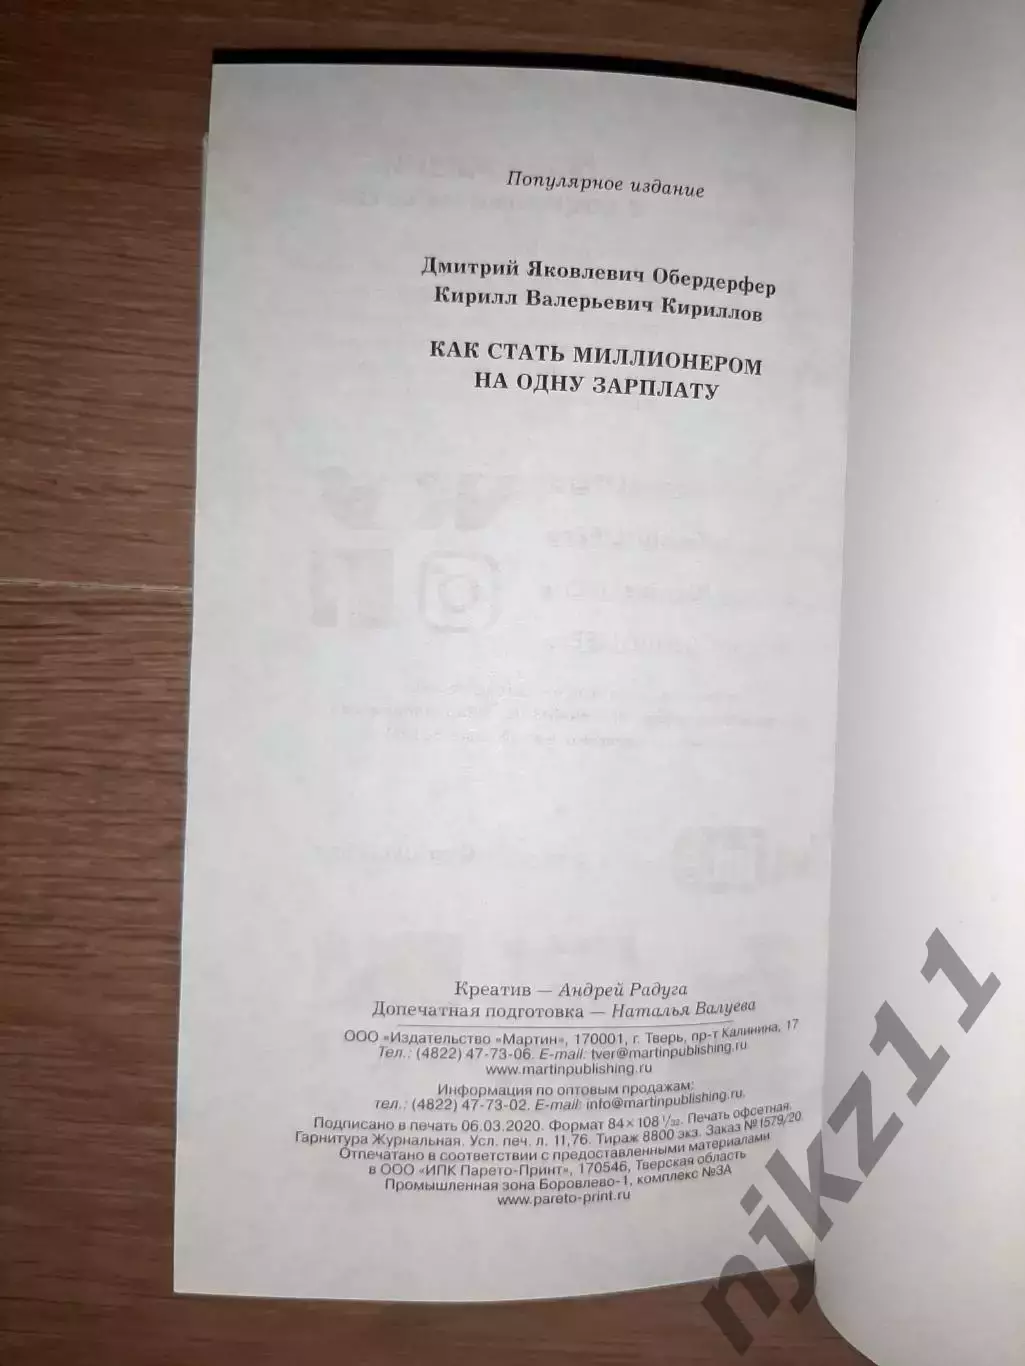 Популярное издание
Дмитрий Яковлевич Обердерфер
Кирилл Валерьевич Кириллов
КАК СТАТЬ МИЛЛИОНЕРОМ
НА ОДНУ ЗАРПЛАТУ
Креатив — Андрей Радуга
Допечатная подготовка — Наталья Валуева
ООО «Издательство «Мартин», 170001, г. Тверь, пр-т Калинина, 17
Тел.: (4822) 47-73-06. E-mail: tver@martinpublishing.ru
www.martinpublishing.ru
Информация по оптовым продажам:
тел.: (4822) 47-73-02. E-mail: info@martinpublishing.ru.
Подписано в печать 06.03.2020. Формат 84×108 1/32. Печать офсетная.
Гарнитура Журнальная. Усл. печ. л. 11,76. Тираж 8800 экз. Заказ №1579/20.
Отпечатано в соответствии с предоставленными материалами
в ООО «ИПК Парето-Принт», 170546, Тверская область
Промышленная зона Боровлево-1, комплекс №3А
www.pareto-print.ru
njkz11